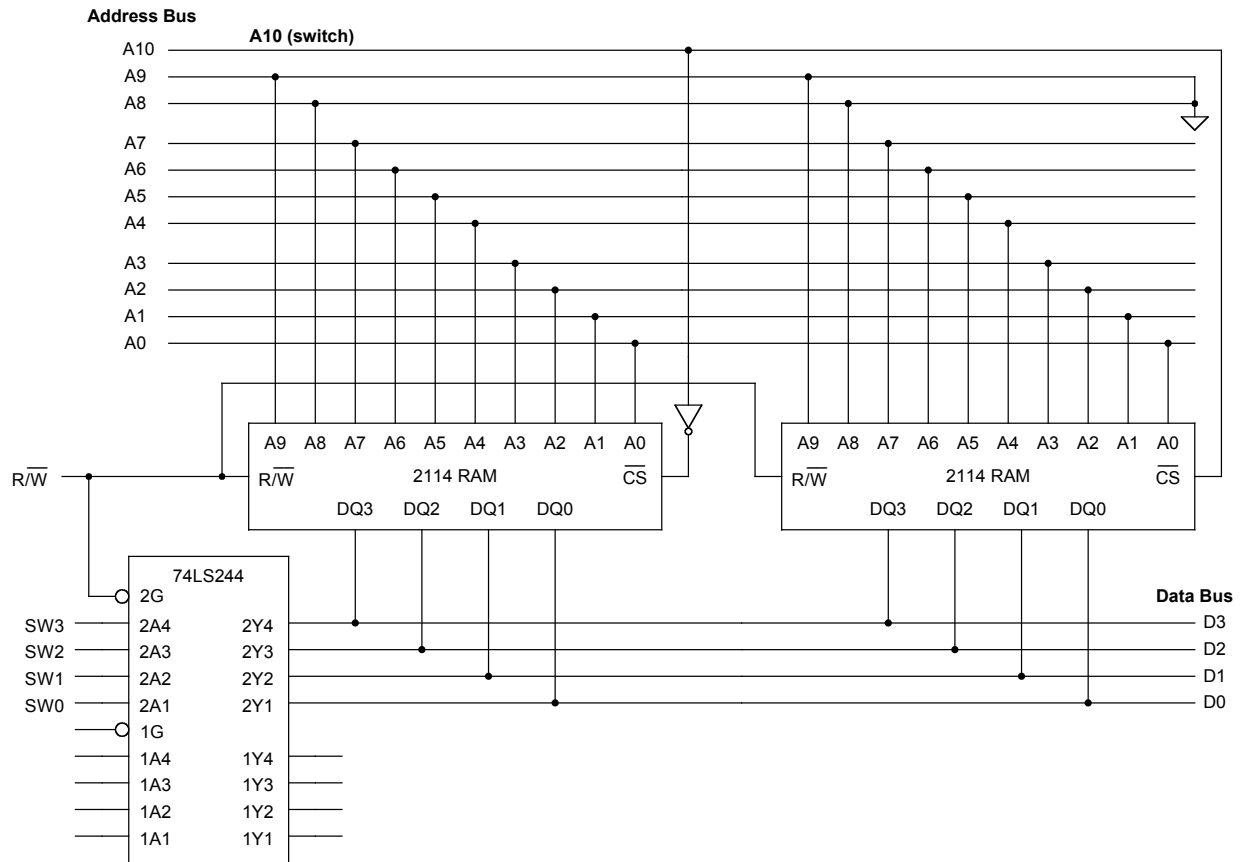 Address Bus
A10 (switch)
A10
A9
A8
A7
A6
A5
A4
A3
A2
A1
A0
A9 A8 A7 A6 A5 A4 A3 A2 A1 A0
A9 A8 A7 A6 A5 A4 A3 A2 A1 A0
R/W̅
R/W̅ 2114 RAM C̅S̅
R/W̅ 2114 RAM C̅S̅
DQ3 DQ2 DQ1 DQ0
DQ3 DQ2 DQ1 DQ0
74LS244
2G
Data Bus
SW3 2A4 2Y4 D3
SW2 2A3 2Y3 D2
SW1 2A2 2Y2 D1
SW0 2A1 2Y1 D0
1G
1A4 1Y4
1A3 1Y3
1A2 1Y2
1A1 1Y1